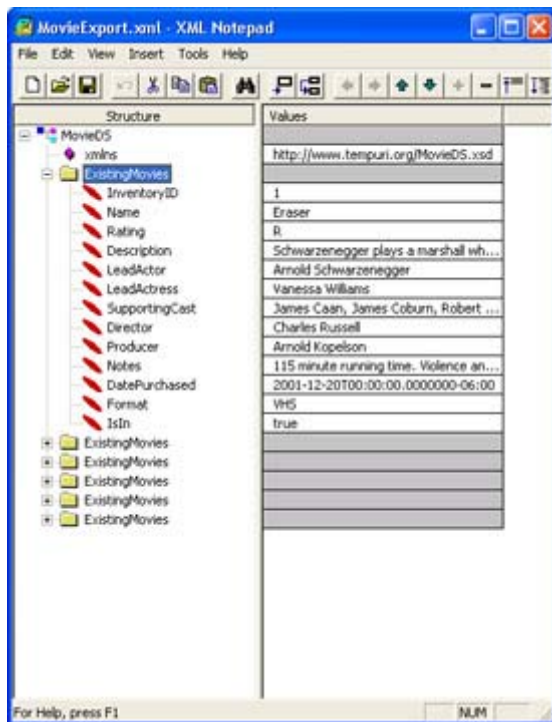 MovieExport.xml - XML Notepad
File Edit View Insert Tools Help
Structure Values
MovieDS
xmlns http://www.tempuri.org/MovieDS.xsd
ExistingMovies
InventoryID 1
Name Eraser
Rating R
Description Schwarzenegger plays a marshall wh...
LeadActor Arnold Schwarzenegger
LeadActress Vanessa Williams
SupportingCast James Caan, James Coburn, Robert ...
Director Charles Russell
Producer Arnold Kopelson
Notes 115 minute running time. Violence an...
DatePurchased 2001-12-20T00:00:00.0000000-06:00
Format VHS
IsIn true
ExistingMovies
ExistingMovies
ExistingMovies
ExistingMovies
ExistingMovies
For Help, press F1 NUM